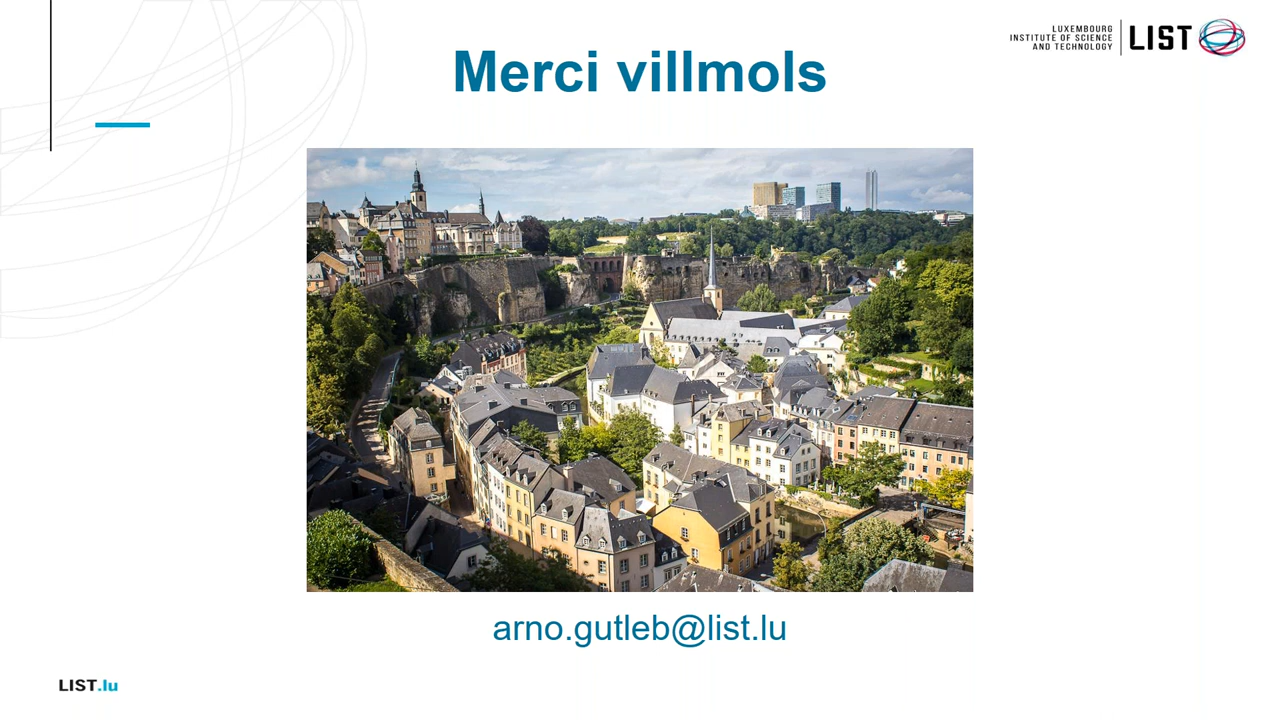 LUXEMBOURG
INSTITUTE OF SCIENCE
AND TECHNOLOGY
LIST
Merci villmols
arno.gutleb@list.lu
LIST.lu